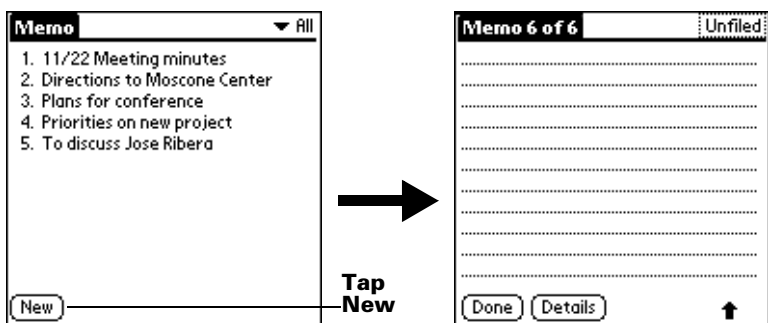 Memo
All
1. 11/22 Meeting minutes
2. Directions to Moscone Center
3. Plans for conference
4. Priorities on new project
5. To discuss Jose Ribera
New
Tap
New
Memo 6 of 6
Unfiled
Done
Details